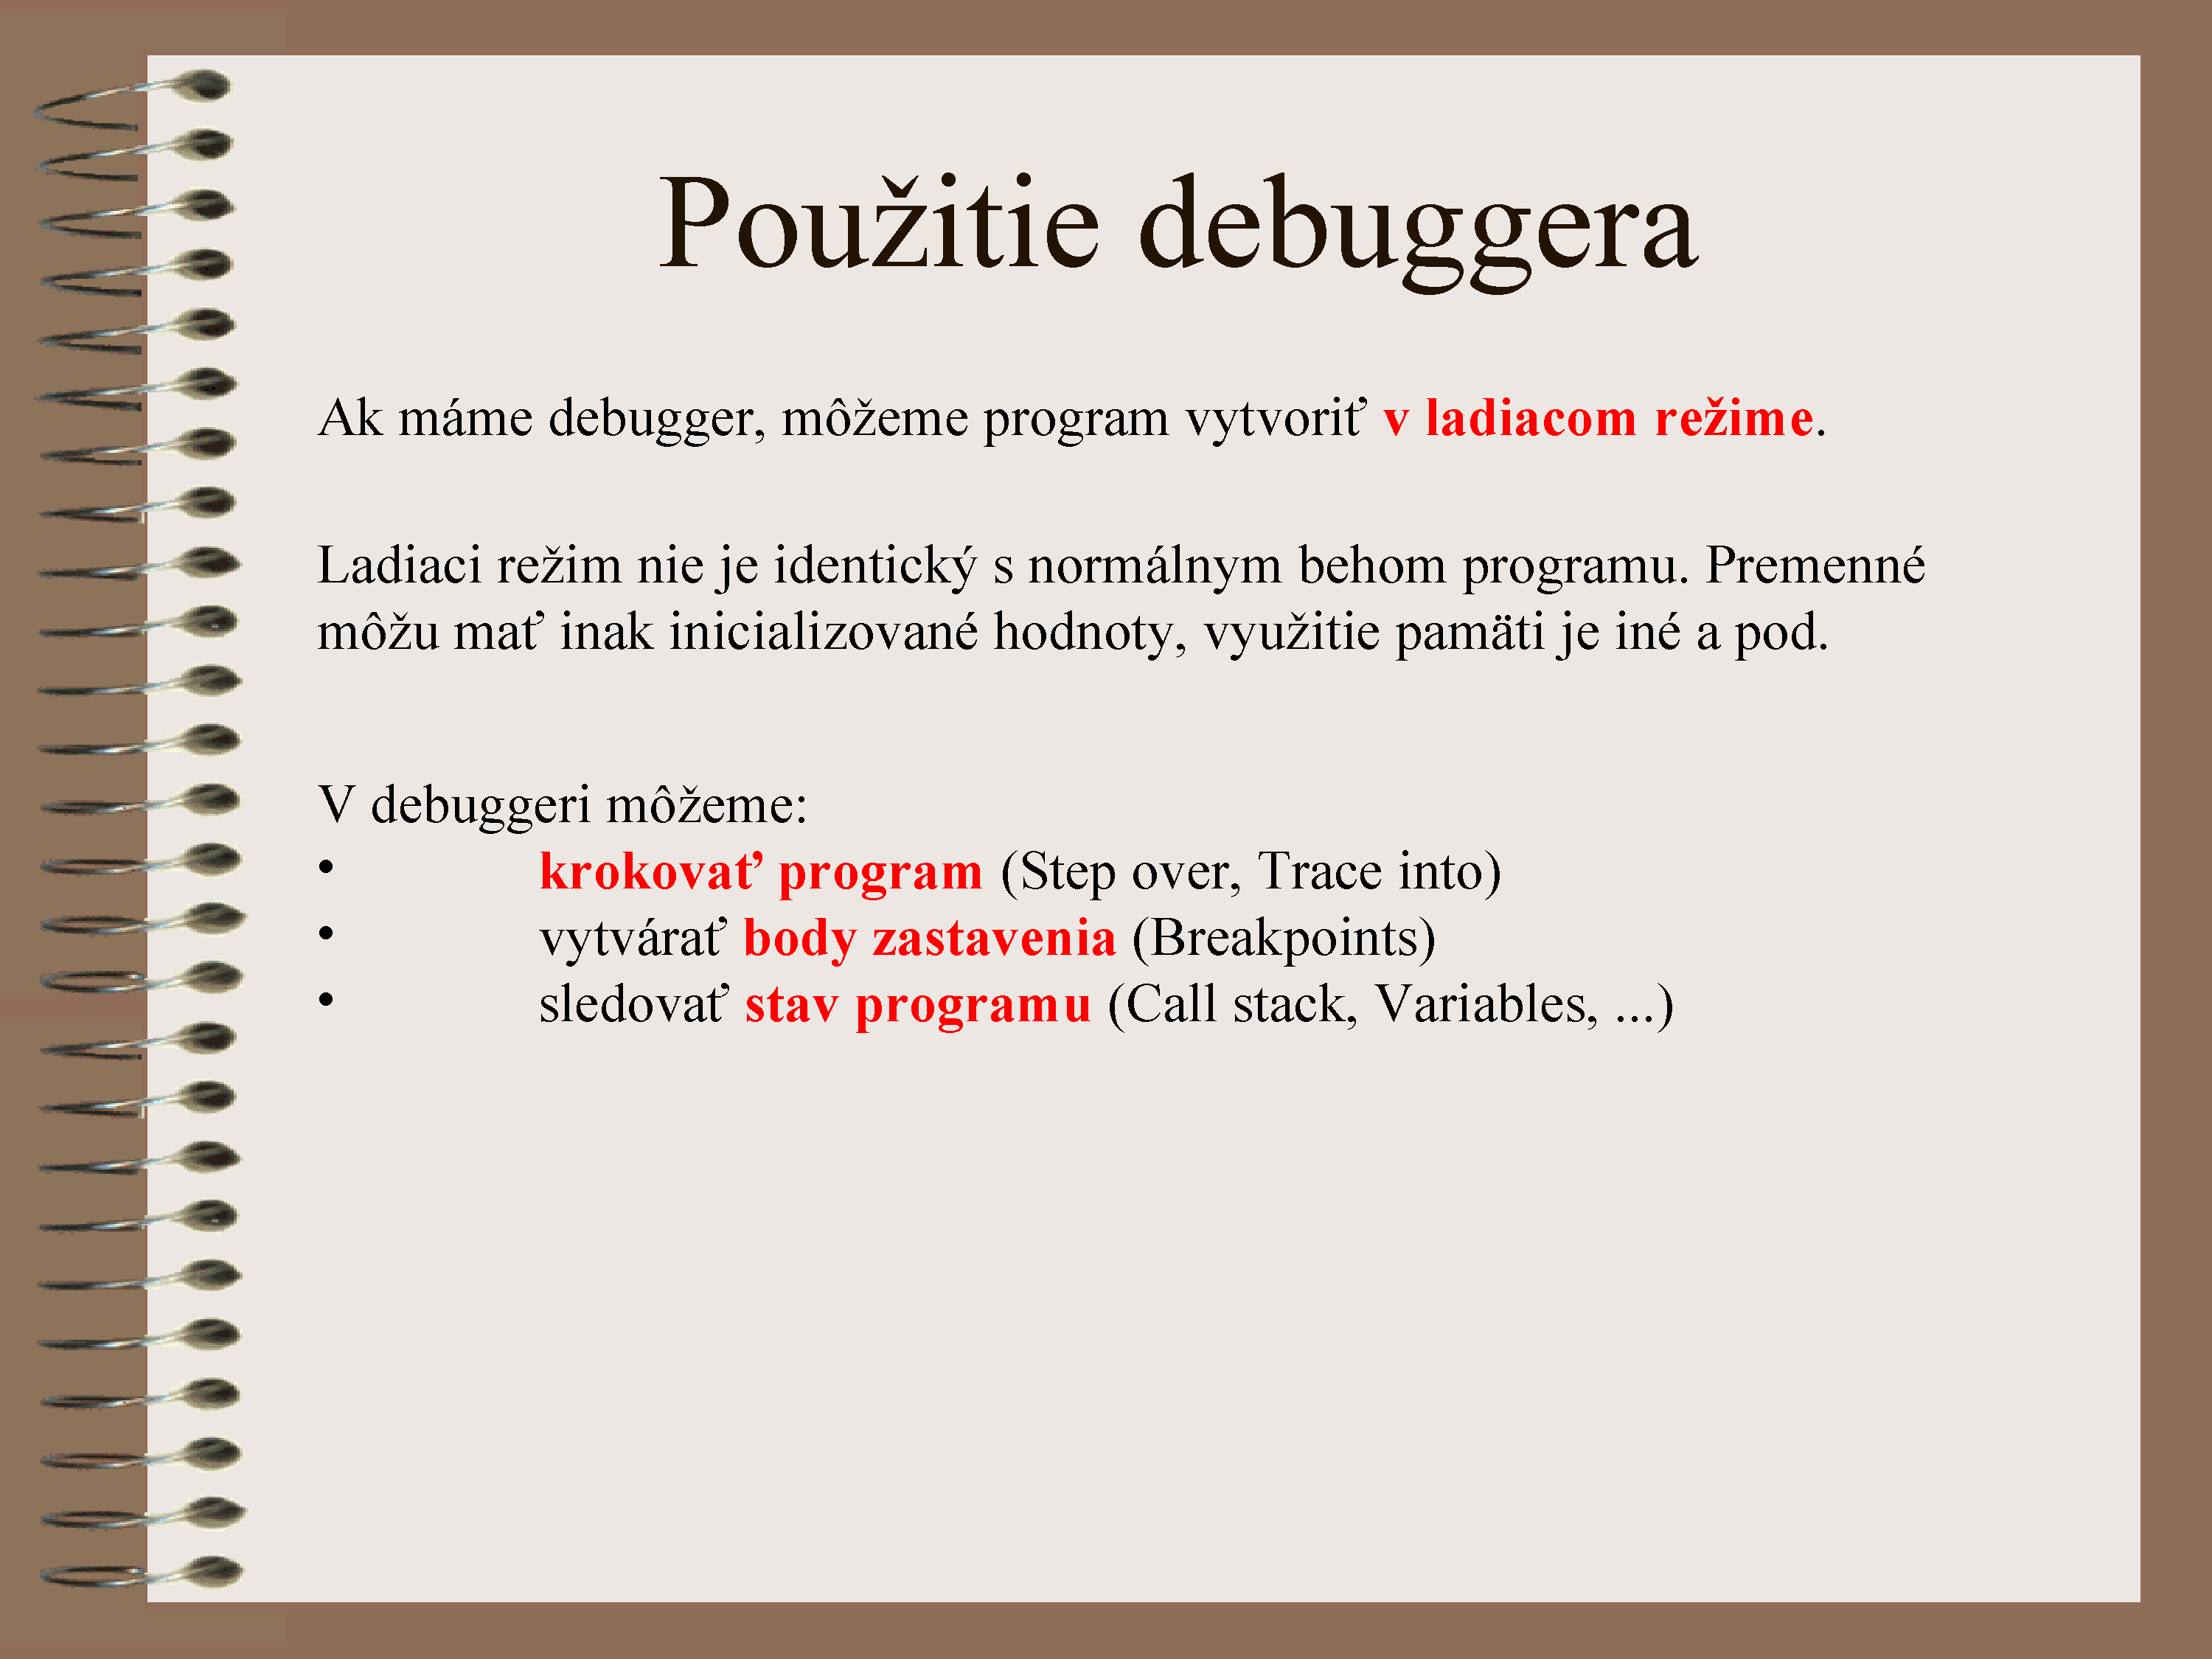 Použitie debuggera
Ak máme debugger, môžeme program vytvoriť v ladiacom režime.
Ladiaci režim nie je identický s normálnym behom programu. Premenné
môžu mať inak inicializované hodnoty, využitie pamäti je iné a pod.
V debuggeri môžeme:
• krokovať program (Step over, Trace into)
• vytvárať body zastavenia (Breakpoints)
• sledovať stav programu (Call stack, Variables, ...)